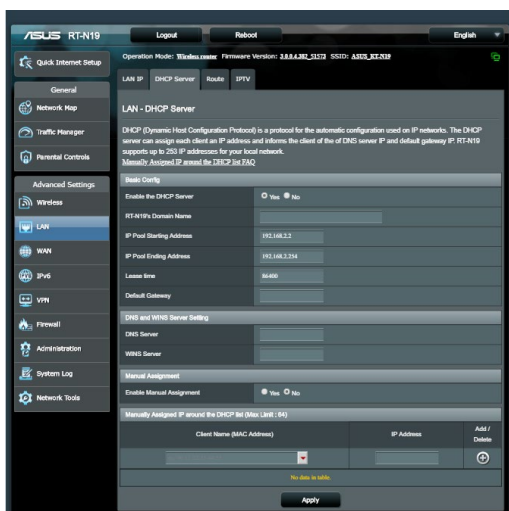 ASUS RT-N19
Logout
Reboot
English
Quick Internet Setup
General
Network Map
Traffic Manager
Parental Controls
Advanced Settings
Wireless
LAN
WAN
IPv6
VPN
Firewall
Administration
System Log
Network Tools
Operation Mode: Wireless router Firmware Version: 3.0.0.4.382_51573 SSID: ASUS_RT-N19
LAN IP
DHCP Server
Route
IPTV
LAN - DHCP Server
DHCP (Dynamic Host Configuration Protocol) is a protocol for the automatic configuration used on IP networks. The DHCP
server can assign each client an IP address and informs the client of the of DNS server IP and default gateway IP. RT-N19
supports up to 253 IP addresses for your local network.
Manually Assigned IP around the DHCP list FAQ
Basic Config
Enable the DHCP Server
Yes No
RT-N19's Domain Name
IP Pool Starting Address
192.168.2.2
IP Pool Ending Address
192.168.2.254
Lease time
86400
Default Gateway
DNS and WINS Server Setting
DNS Server
WINS Server
Manual Assignment
Enable Manual Assignment
Yes No
Manually Assigned IP around the DHCP list (Max Limit : 64)
Client Name (MAC Address)
IP Address
Add /
Delete
No data in table.
Apply